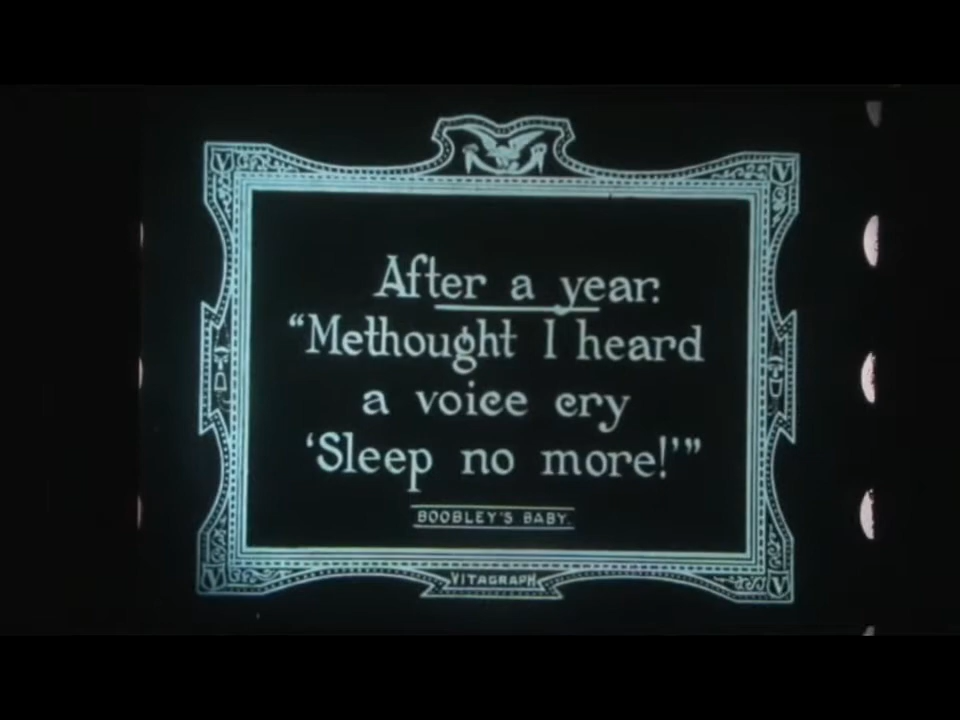 After a year:
“Methought I heard
a voice cry
‘Sleep no more!’”
BOOBLEY'S BABY.
VITAGRAPH